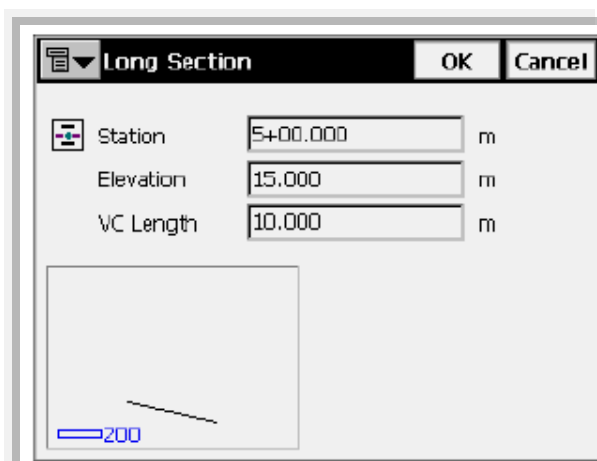 Long Section OK Cancel
Station 5+00.000 m
Elevation 15.000 m
VC Length 10.000 m
200